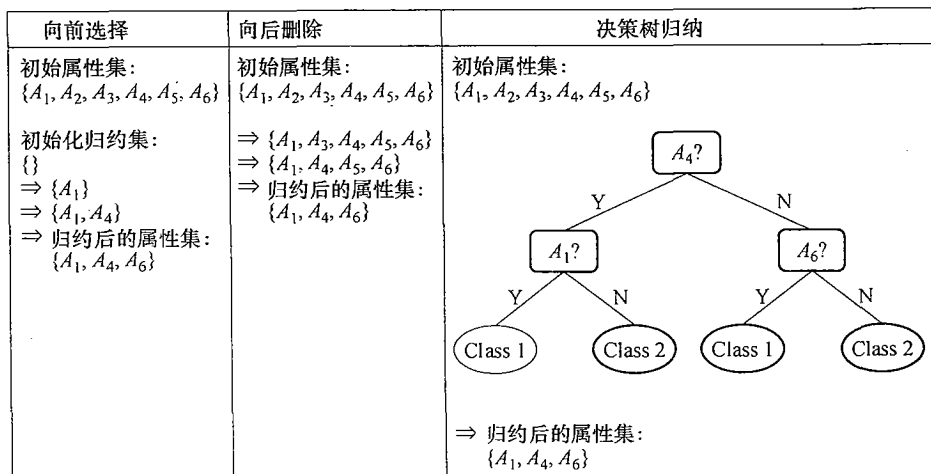 向前选择
初始属性集:
{A₁, A₂, A₃, A₄, A₅, A₆}
初始化归约集:
{}
⇒ {A₁}
⇒ {A₁, A₄}
⇒ 归约后的属性集:
{A₁, A₄, A₆}
向后删除
初始属性集:
{A₁, A₂, A₃, A₄, A₅, A₆}
⇒ {A₁, A₃, A₄, A₅, A₆}
⇒ {A₁, A₄, A₅, A₆}
⇒ 归约后的属性集:
{A₁, A₄, A₆}
决策树归纳
初始属性集:
{A₁, A₂, A₃, A₄, A₅, A₆}
A₄?
Y N
A₁? A₆?
Y N Y N
Class 1 Class 2 Class 1 Class 2
⇒ 归约后的属性集:
{A₁, A₄, A₆}